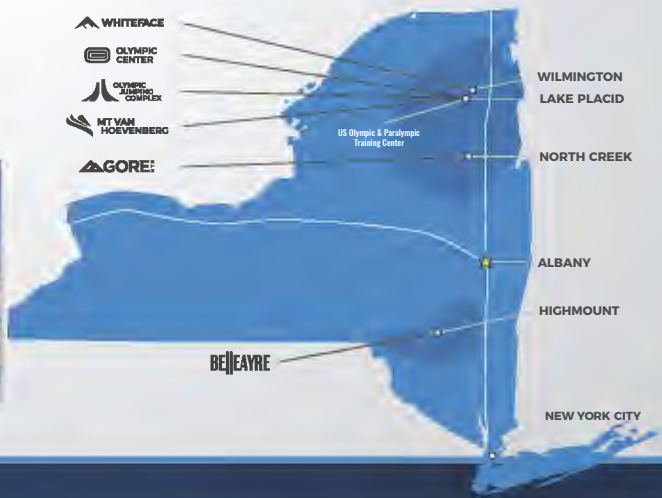 WHITEFACE
OLYMPIC
CENTER
OLYMPIC
JUMPING
COMPLEX
MT VAN
HOEVENBERG
GORE
BELLEAYRE
US Olympic & Paralympic
Training Center
WILMINGTON
LAKE PLACID
NORTH CREEK
ALBANY
HIGHMOUNT
NEW YORK CITY